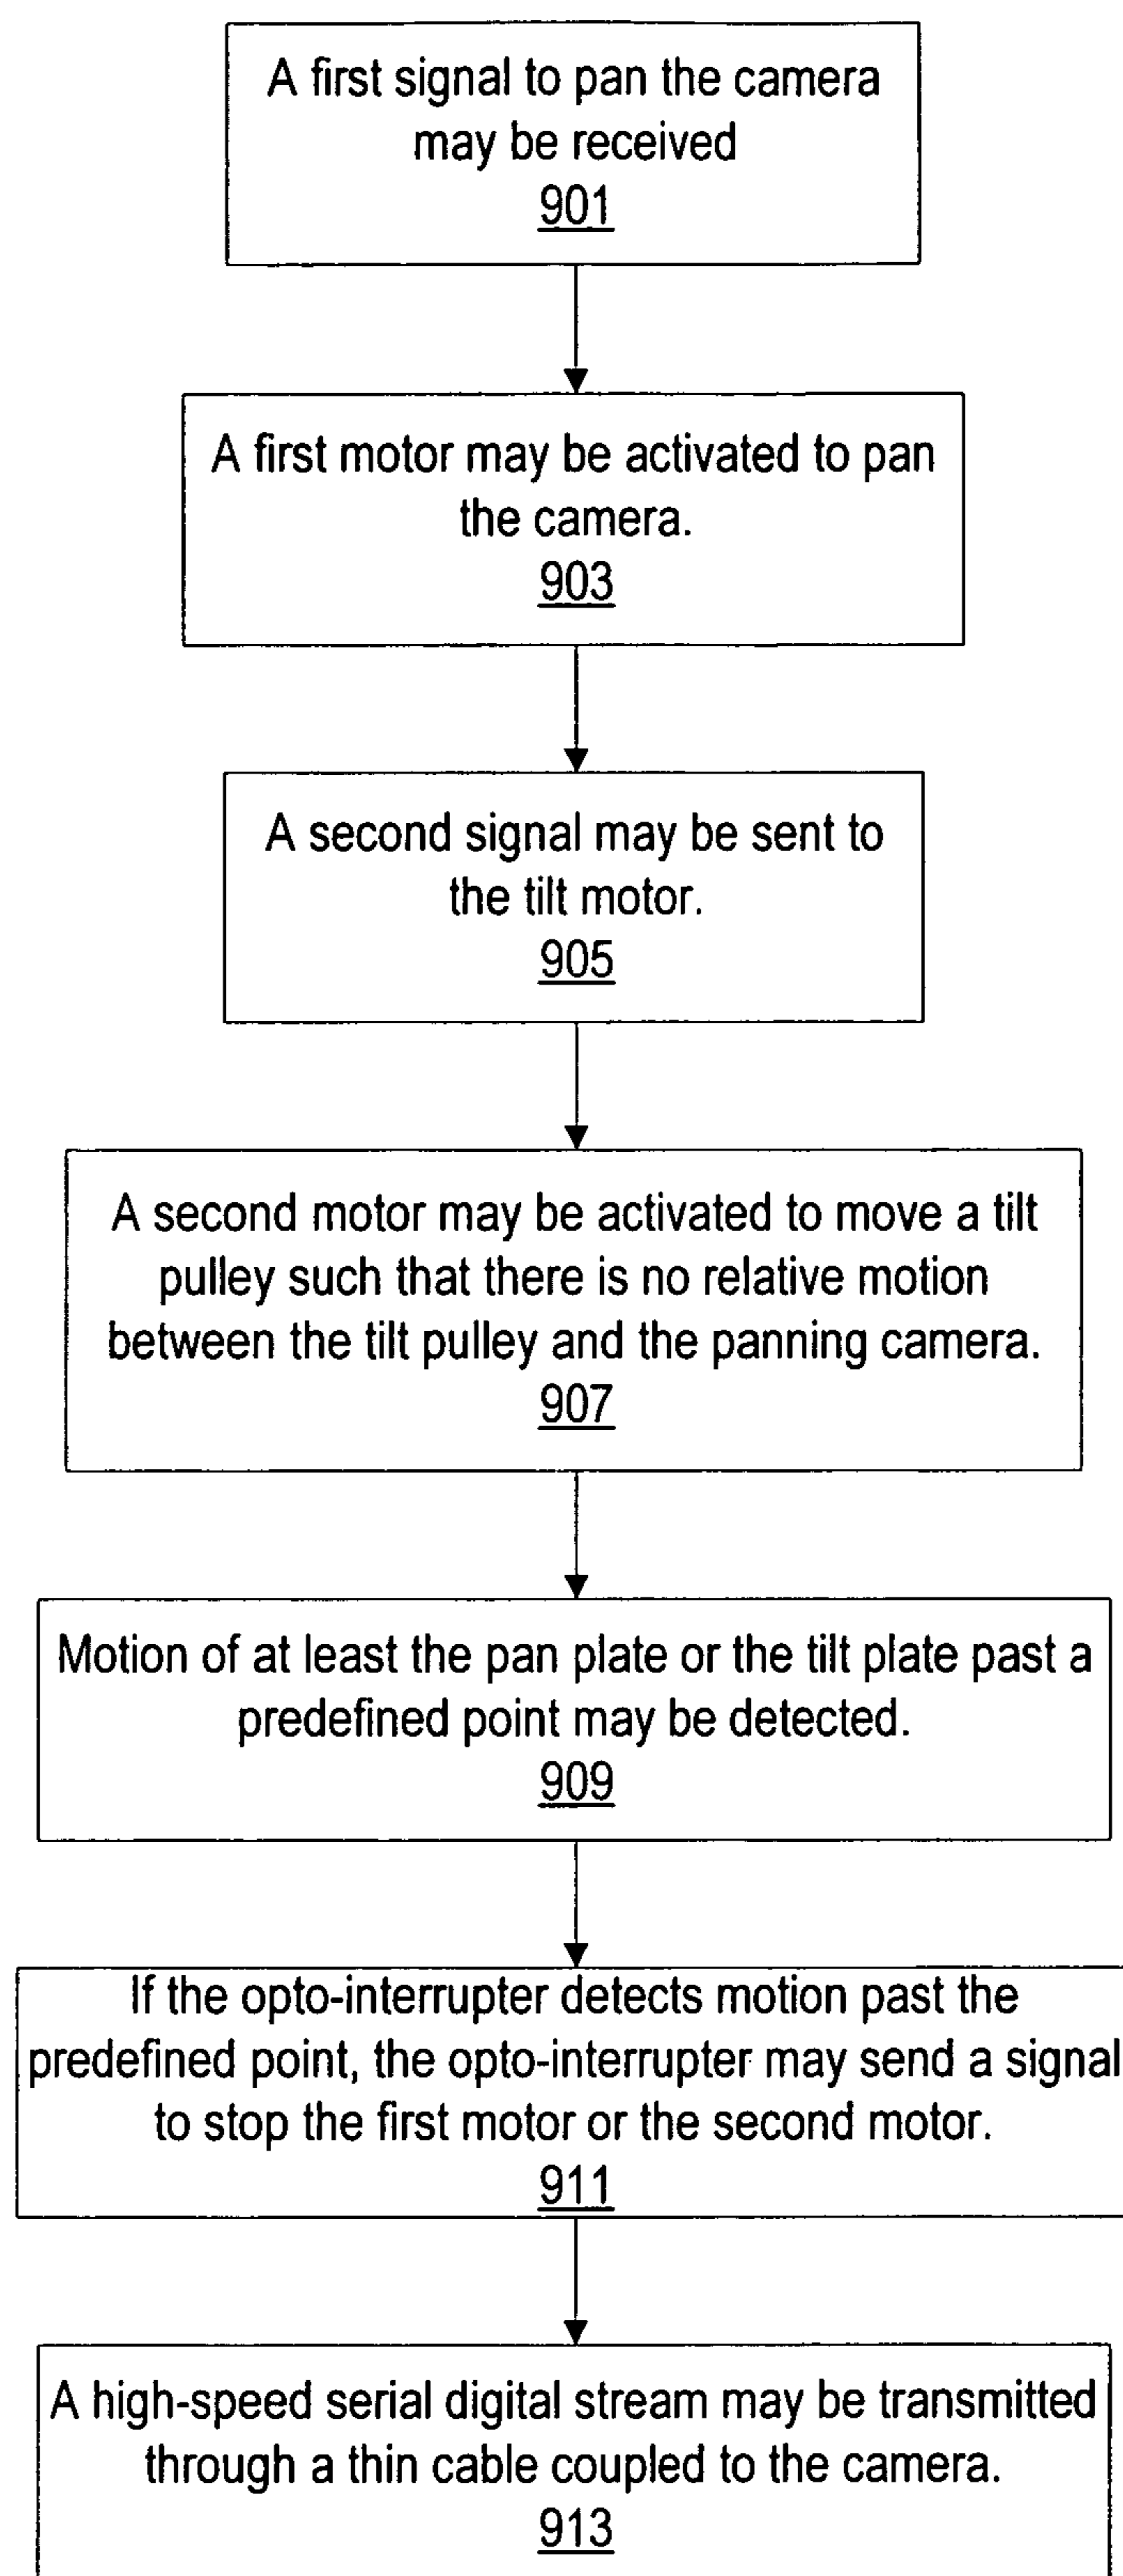 A first signal to pan the camera
may be received
901
A first motor may be activated to pan
the camera.
903
A second signal may be sent to
the tilt motor.
905
A second motor may be activated to move a tilt
pulley such that there is no relative motion
between the tilt pulley and the panning camera.
907
Motion of at least the pan plate or the tilt plate past a
predefined point may be detected.
909
If the opto-interrupter detects motion past the
predefined point, the opto-interrupter may send a signal
to stop the first motor or the second motor.
911
A high-speed serial digital stream may be transmitted
through a thin cable coupled to the camera.
913